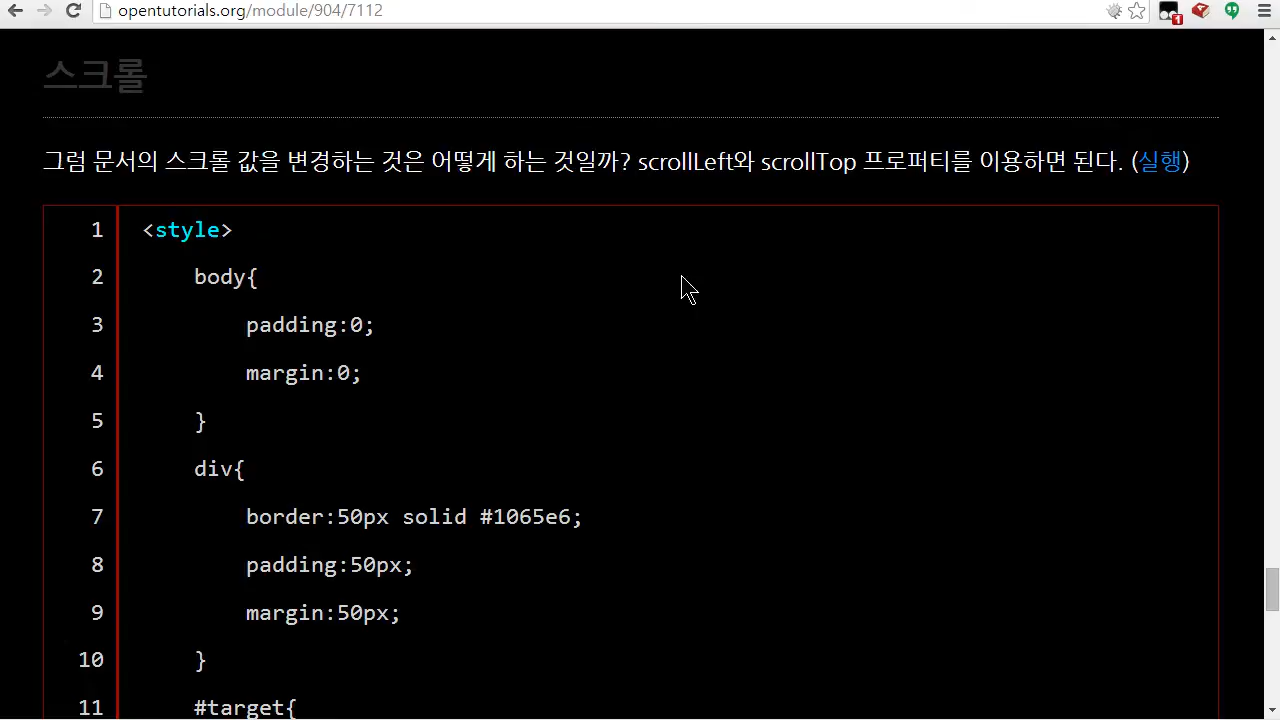 opentutorials.org/module/904/7112
1
스크롤
그럼 문서의 스크롤 값을 변경하는 것은 어떻게 하는 것일까? scrollLeft와 scrollTop 프로퍼티를 이용하면 된다. (실행)
1 <style>
2 body{
3 padding:0;
4 margin:0;
5 }
6 div{
7 border:50px solid #1065e6;
8 padding:50px;
9 margin:50px;
10 }
11 #target{